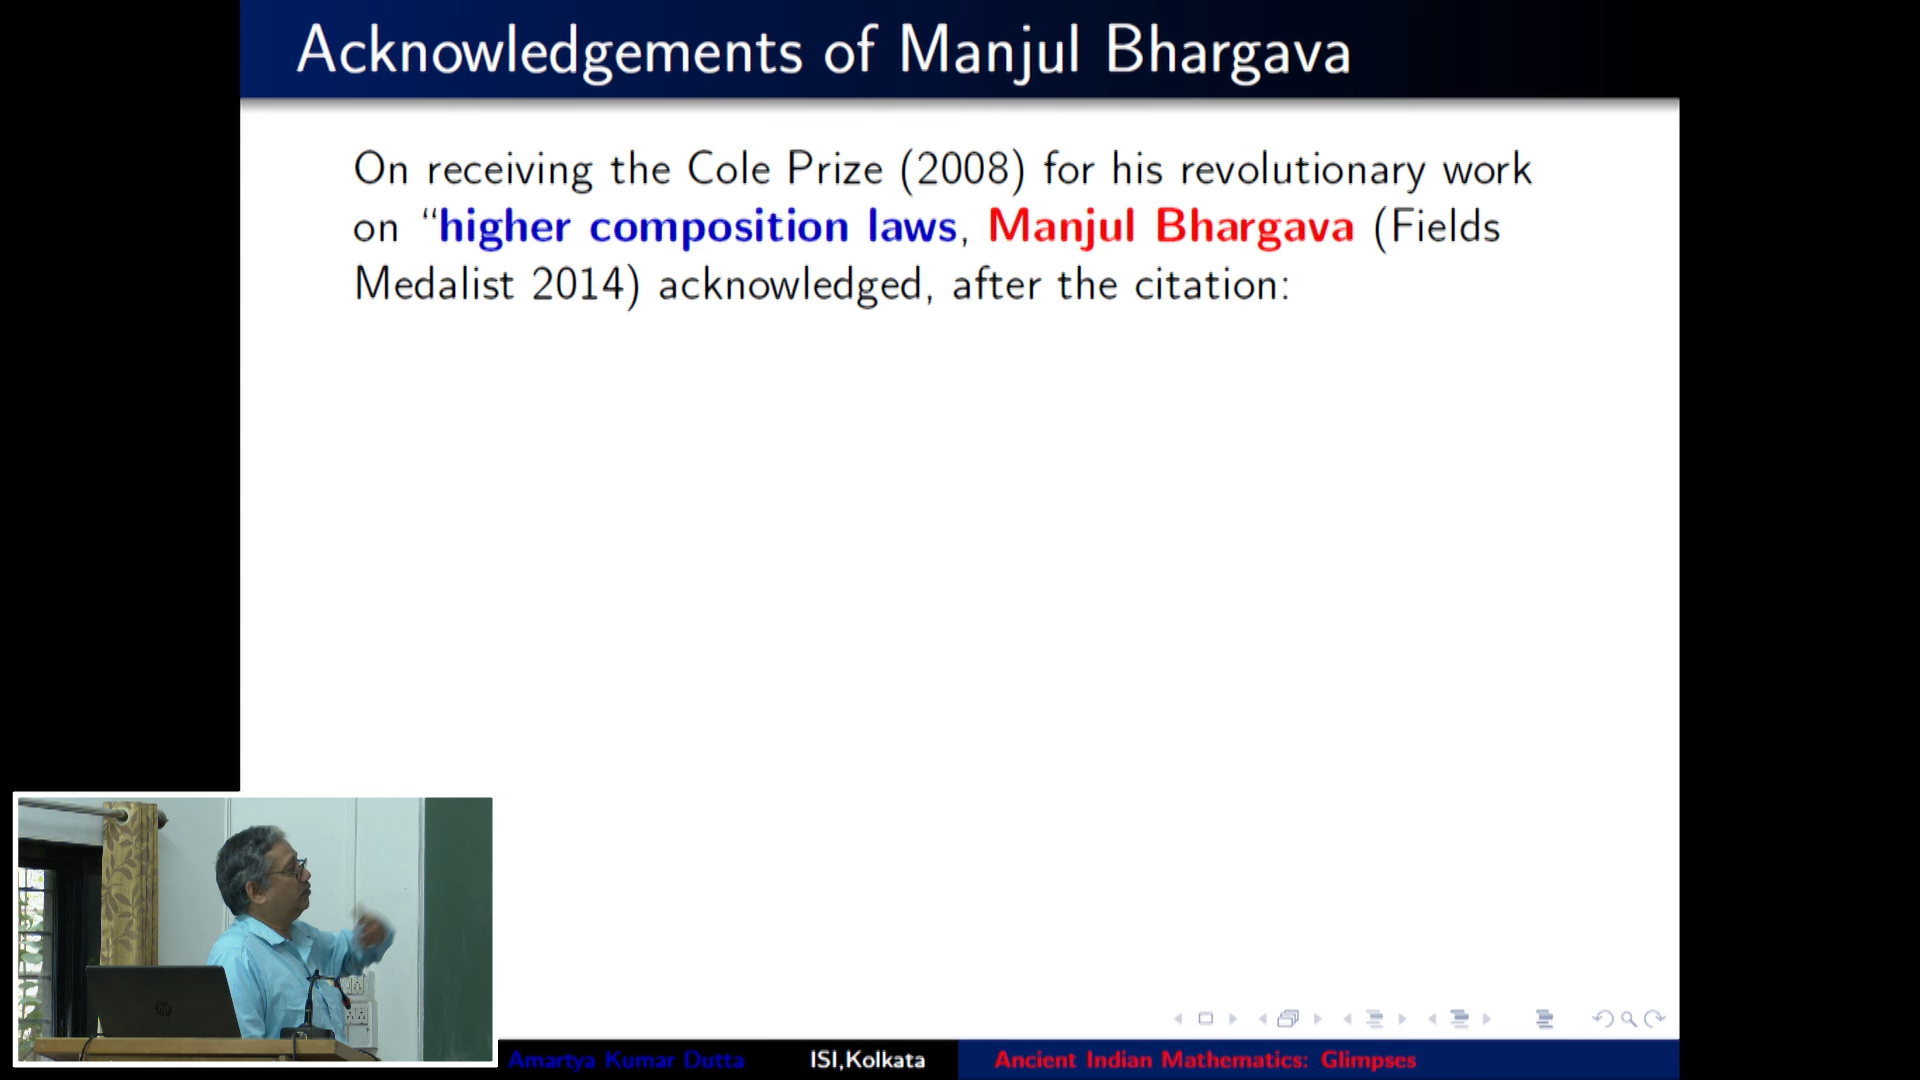 Acknowledgements of Manjul Bhargava
On receiving the Cole Prize (2008) for his revolutionary work
on “higher composition laws, Manjul Bhargava (Fields
Medalist 2014) acknowledged, after the citation:
Amartya Kumar Dutta ISI,Kolkata Ancient Indian Mathematics: Glimpses